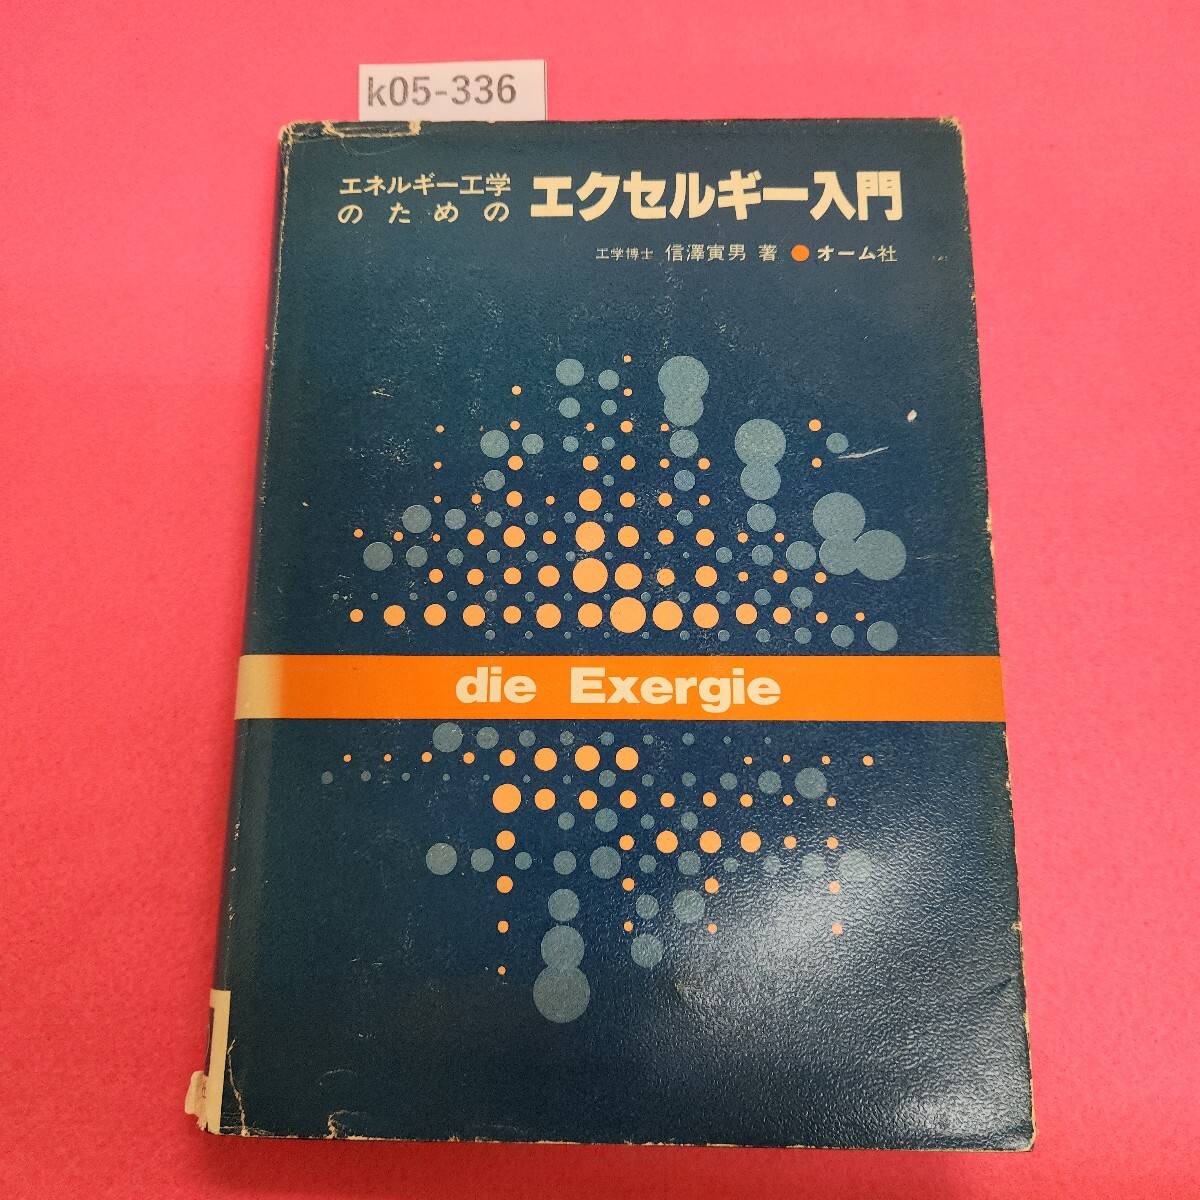 k05-336
エネルギー工学
のための
エクセルギー入門
工学博士 信澤寅男 著 ● オーム社
die Exergie